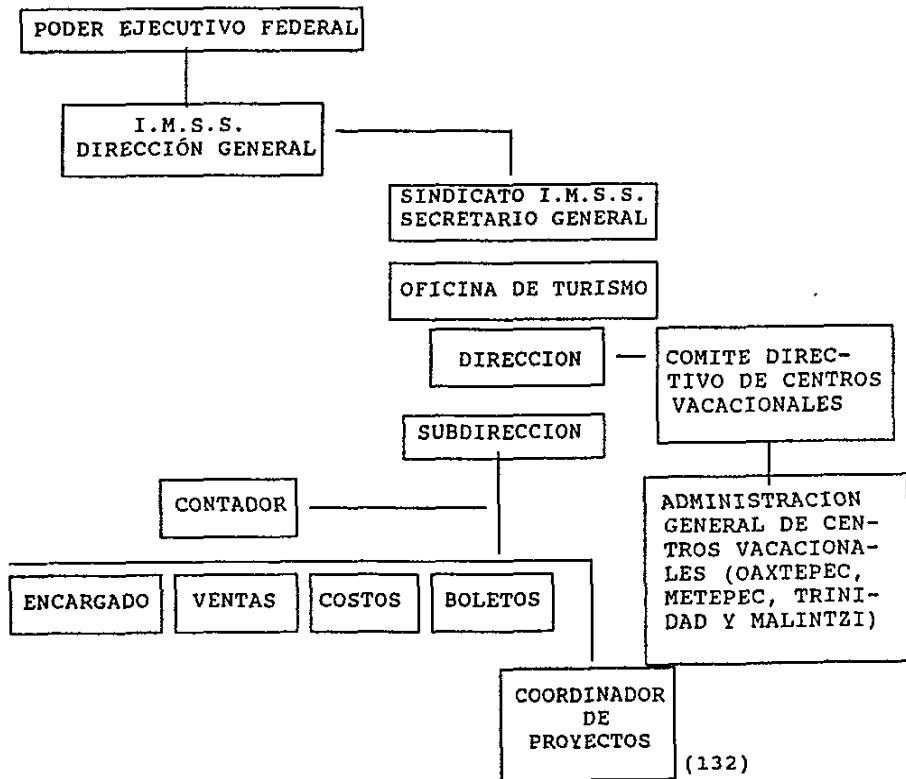 PODER EJECUTIVO FEDERAL
I.M.S.S.
DIRECCIÓN GENERAL
SINDICATO I.M.S.S.
SECRETARIO GENERAL
OFICINA DE TURISMO
DIRECCION
COMITE DIREC-
TIVO DE CENTROS
VACACIONALES
SUBDIRECCION
CONTADOR
ADMINISTRACION
GENERAL DE CEN-
TROS VACACIONA-
LES (OAXTEPEC,
METEPEC, TRINI-
DAD Y MALINTZI)
ENCARGADO
VENTAS
COSTOS
BOLETOS
COORDINADOR
DE
PROYECTOS
(132)